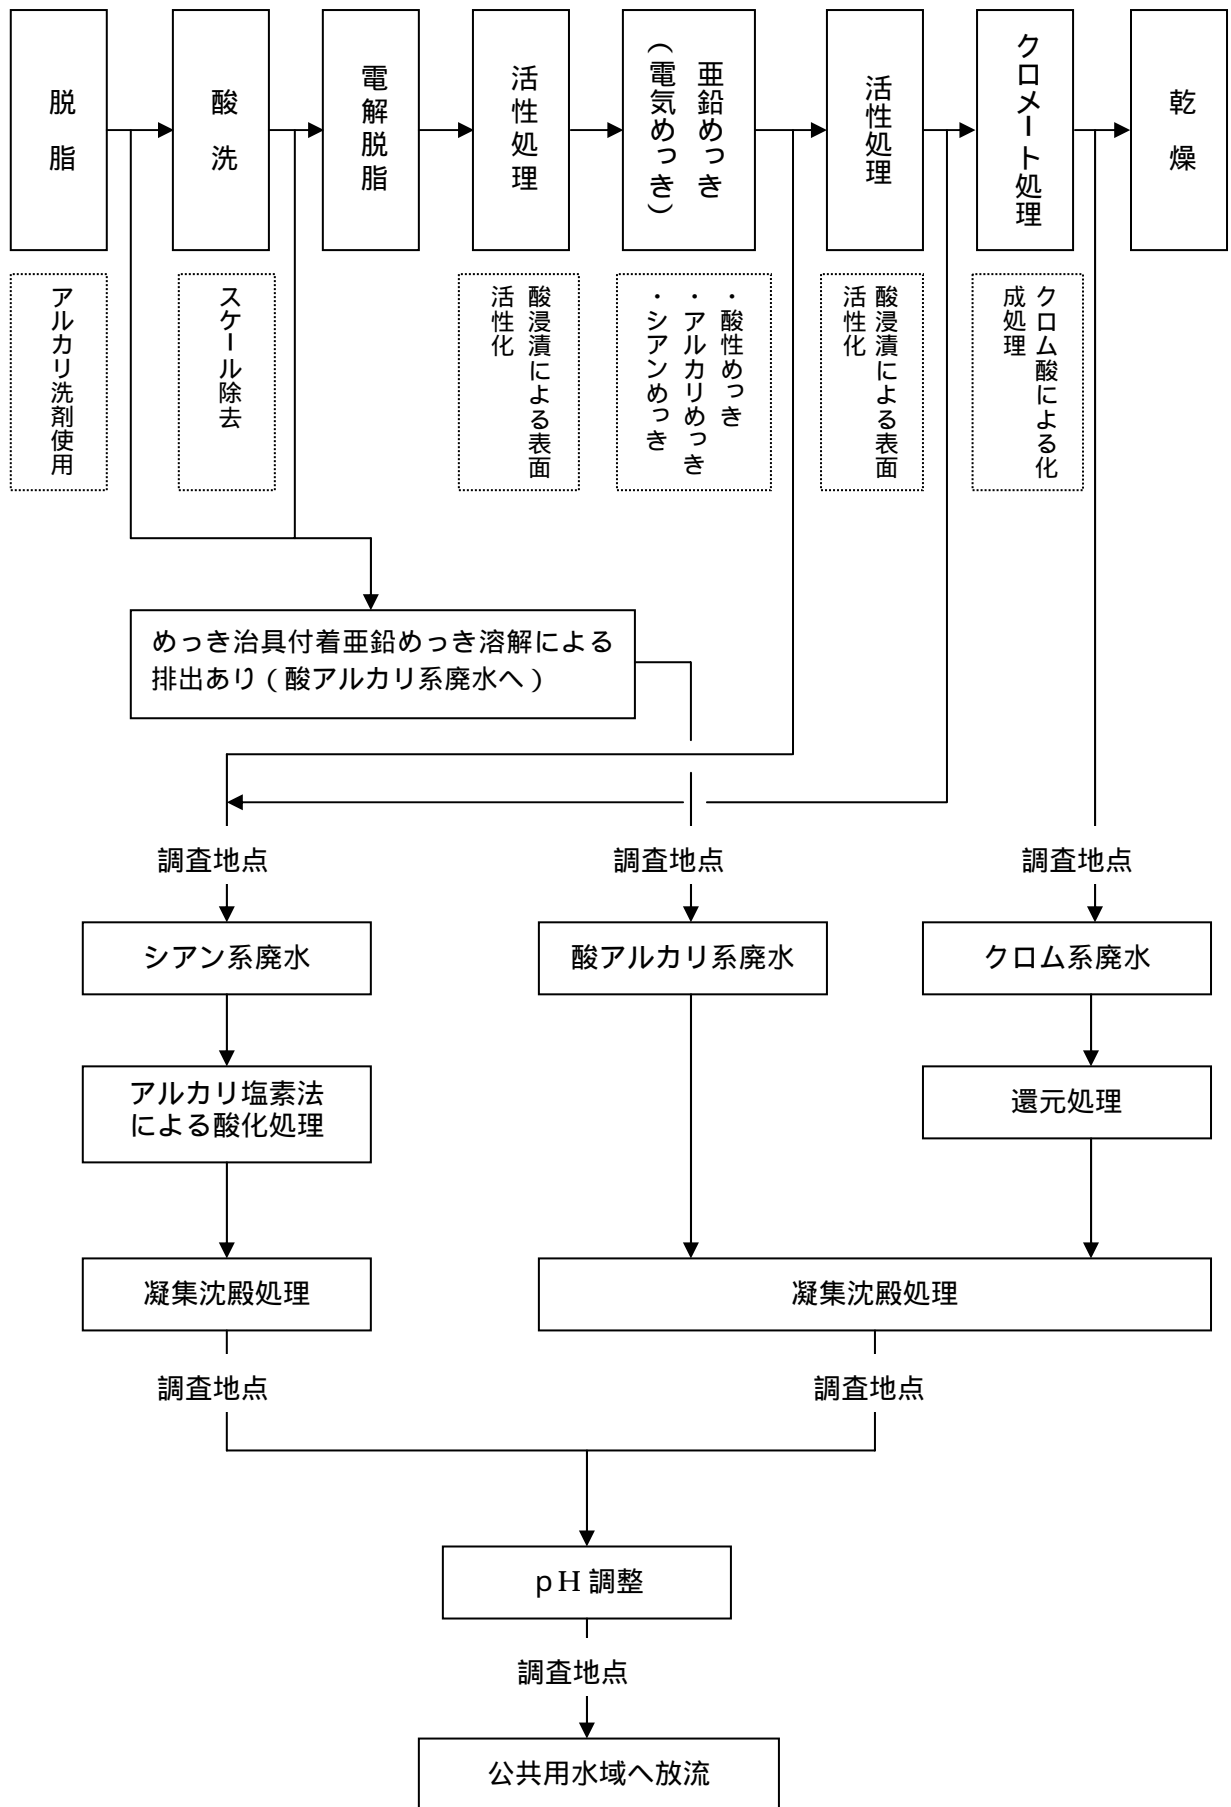 脱脂
酸洗
電解脱脂
活性処理
亜鉛めっき
（電気めっき）
活性処理
クロメート処理
乾燥
アルカリ洗剤使用
スケール除去
酸浸漬による表面
活性化
・酸性めっき
・アルカリめっき
・シアンめっき
酸浸漬による表面
活性化
クロム酸による化
成処理
めっき治具付着亜鉛めっき溶解による
排出あり（酸アルカリ系廃水へ）
調査地点
調査地点
調査地点
シアン系廃水
酸アルカリ系廃水
クロム系廃水
アルカリ塩素法
による酸化処理
還元処理
凝集沈殿処理
凝集沈殿処理
調査地点
調査地点
pH 調整
調査地点
公共用水域へ放流